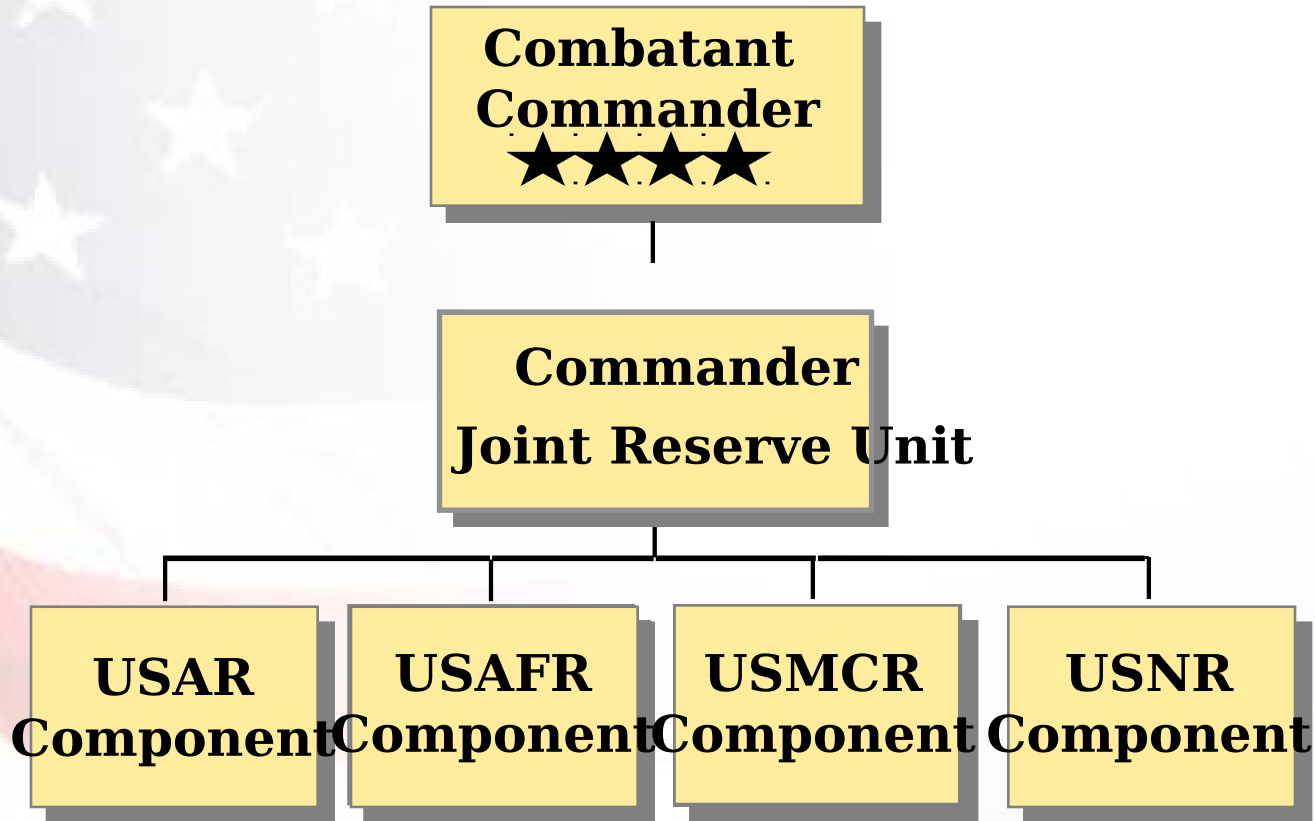 Combatant
Commander
Commander
Joint Reserve Unit
USAR
Component
USAFR
Component
USMCR
Component
USNR
Component